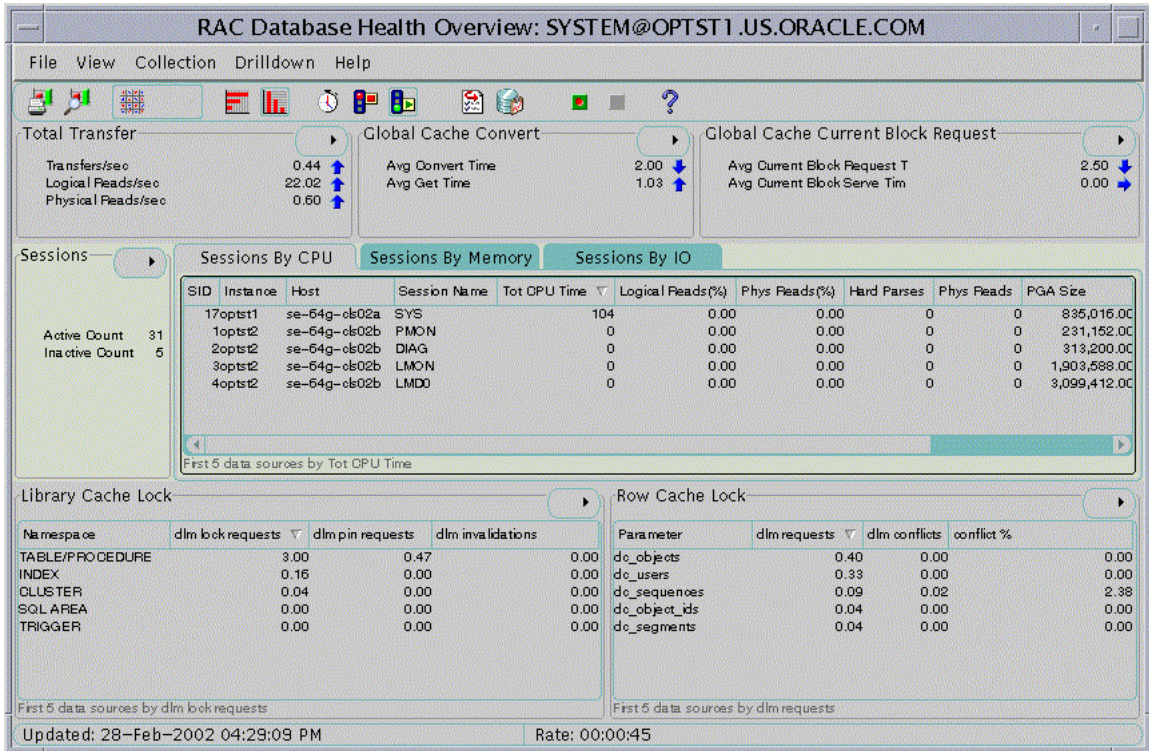 RAC Database Health Overview: SYSTEM@OPTST1.US.ORACLE.COM
File View Collection Drilldown Help
Total Transfer
Transfers/sec 0.44
Logical Reads/sec 22.02
Physical Reads/sec 0.60
Global Cache Convert
Avg Convert Time 2.00
Avg Get Time 1.03
Global Cache Current Block Request
Avg Current Block Request T 2.50
Avg Current Block Serve Tim 0.00
Sessions
Active Count 31
Inactive Count 5
Sessions By CPU Sessions By Memory Sessions By IO
SID Instance Host Session Name Tot CPU Time Logical Reads(%) Phys Reads(%) Hard Parses Phys Reads PGA Size
17 optst1 se-64g-cls02a SYS 104 0.00 0.00 0 0 835,016.00
1 optst2 se-64g-cls02b PMON 0 0.00 0.00 0 0 231,152.00
2 optst2 se-64g-cls02b DIAG 0 0.00 0.00 0 0 313,200.00
3 optst2 se-64g-cls02b LMON 0 0.00 0.00 0 0 1,903,588.00
4 optst2 se-64g-cls02b LMD0 0 0.00 0.00 0 0 3,099,412.00
First 5 data sources by Tot CPU Time
Library Cache Lock
Namespace dlm lock requests dlm pin requests dlm invalidations
TABLE/PROCEDURE 3.00 0.47 0.00
INDEX 0.16 0.00 0.00
CLUSTER 0.04 0.00 0.00
SQL AREA 0.00 0.00 0.00
TRIGGER 0.00 0.00 0.00
First 5 data sources by dlm lock requests
Row Cache Lock
Parameter dlm requests dlm conflicts conflict %
dc_objects 0.40 0.00 0.00
dc_users 0.33 0.00 0.00
dc_sequences 0.09 0.02 2.38
dc_object_ids 0.04 0.00 0.00
dc_segments 0.04 0.00 0.00
First 5 data sources by dlm requests
Updated: 28-Feb-2002 04:29:09 PM Rate: 00:00:45